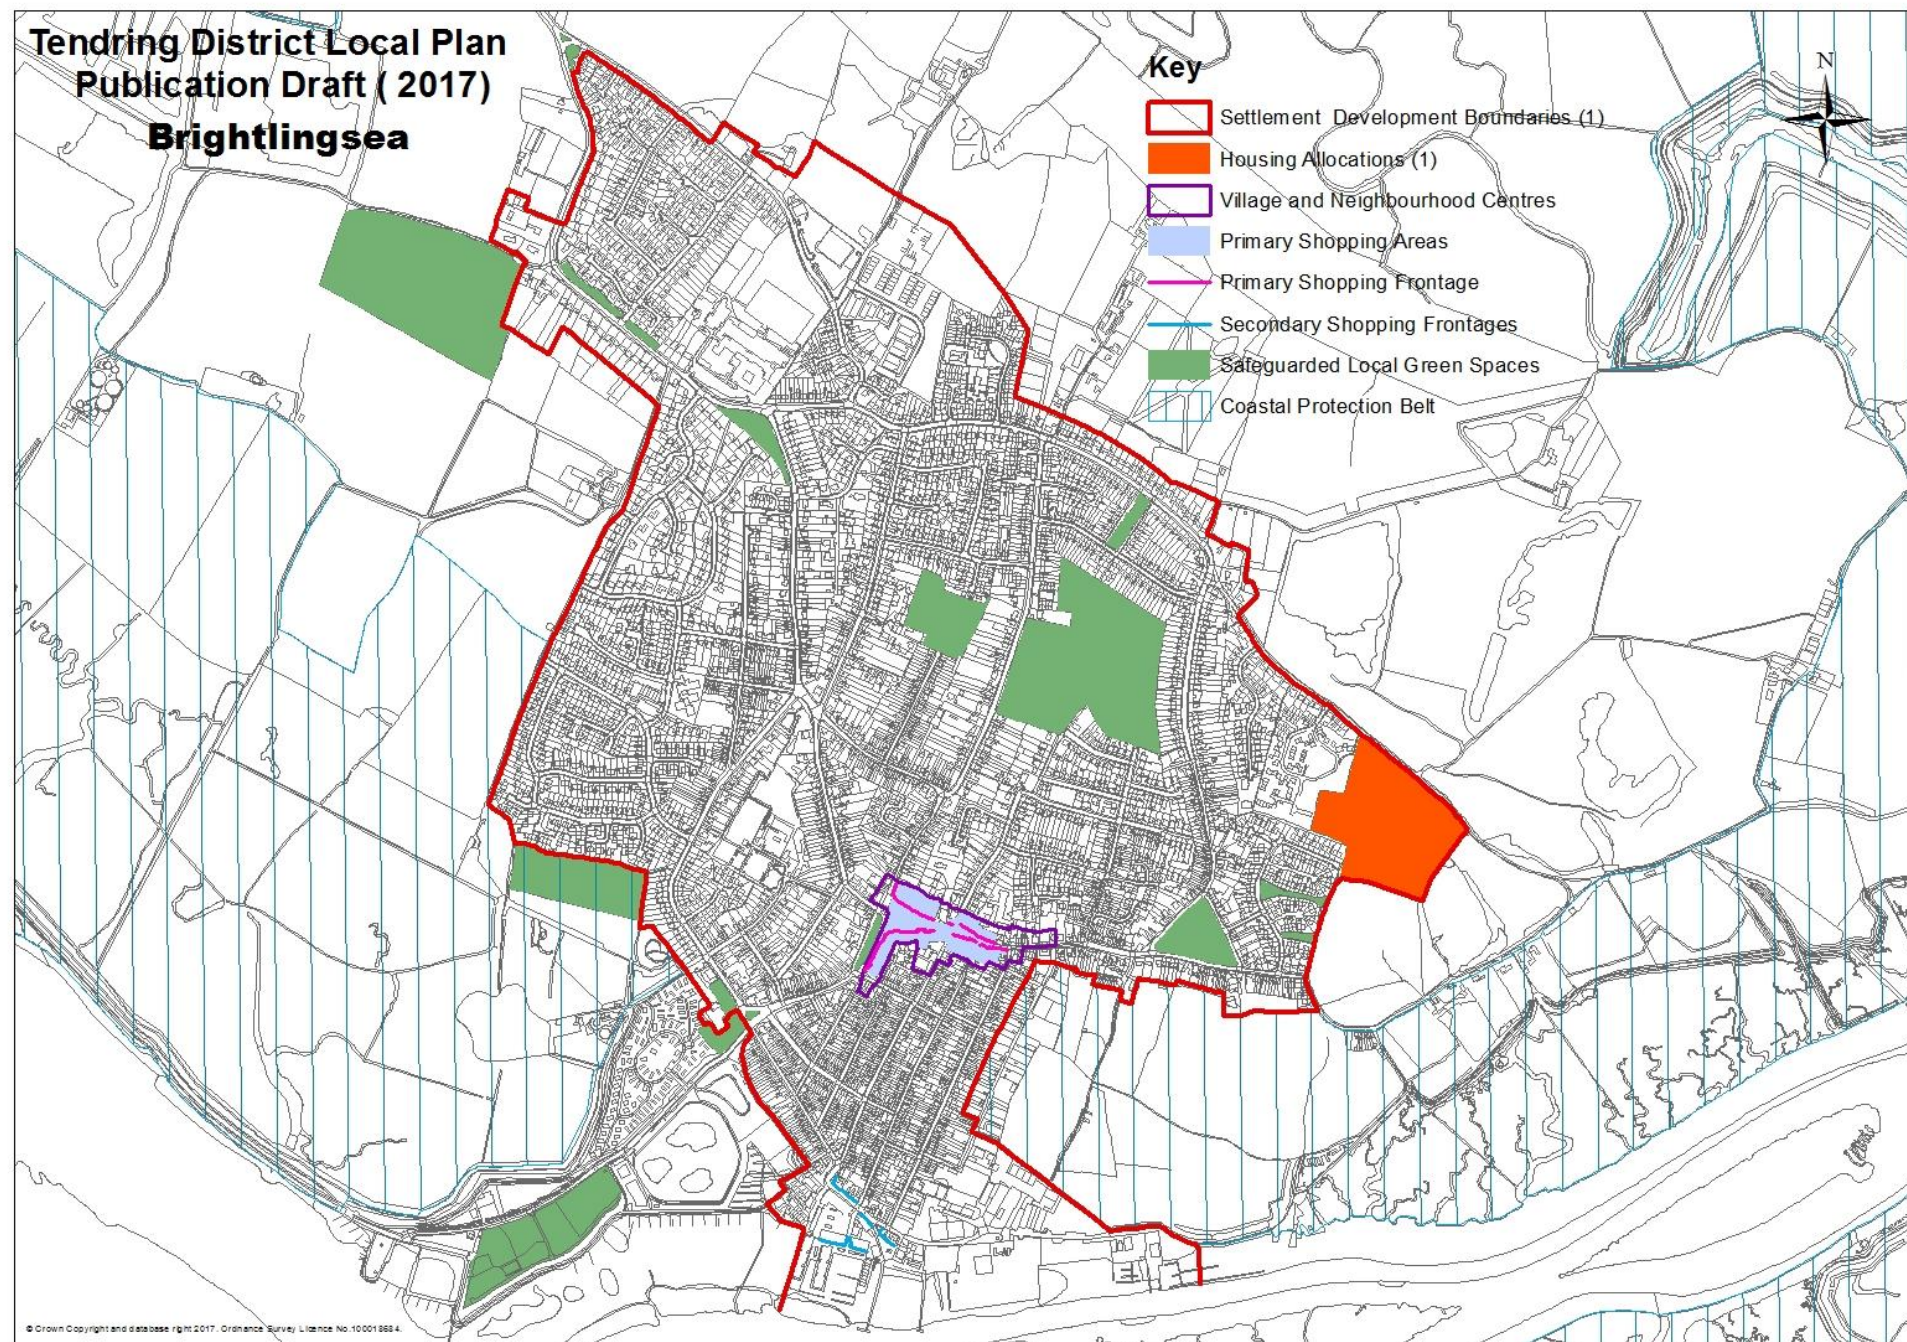 Tendring District Local Plan
Publication Draft ( 2017)
Brightlingsea
Key
Settlement Development Boundaries (1)
Housing Allocations (1)
Village and Neighbourhood Centres
Primary Shopping Areas
Primary Shopping Frontage
Secondary Shopping Frontages
Safeguarded Local Green Spaces
Coastal Protection Belt
N
© Crown Copyright and database right 2017. Ordnance Survey Licence No.100018684.